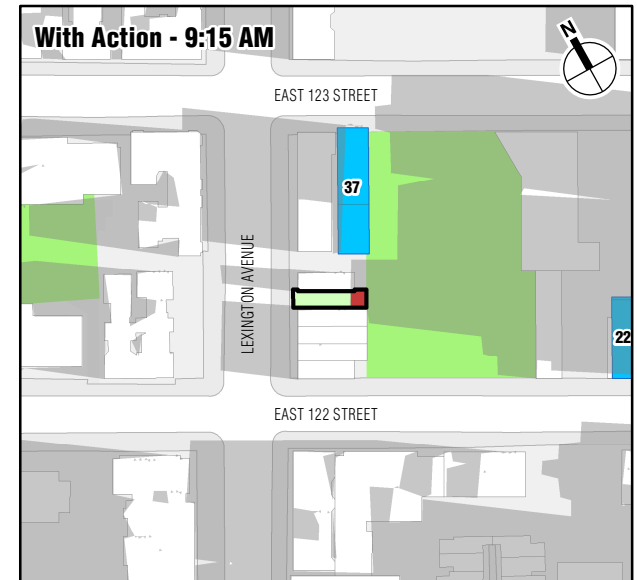 With Action - 9:15 AM
N
EAST 123 STREET
37
LEXINGTON AVENUE
22
EAST 122 STREET